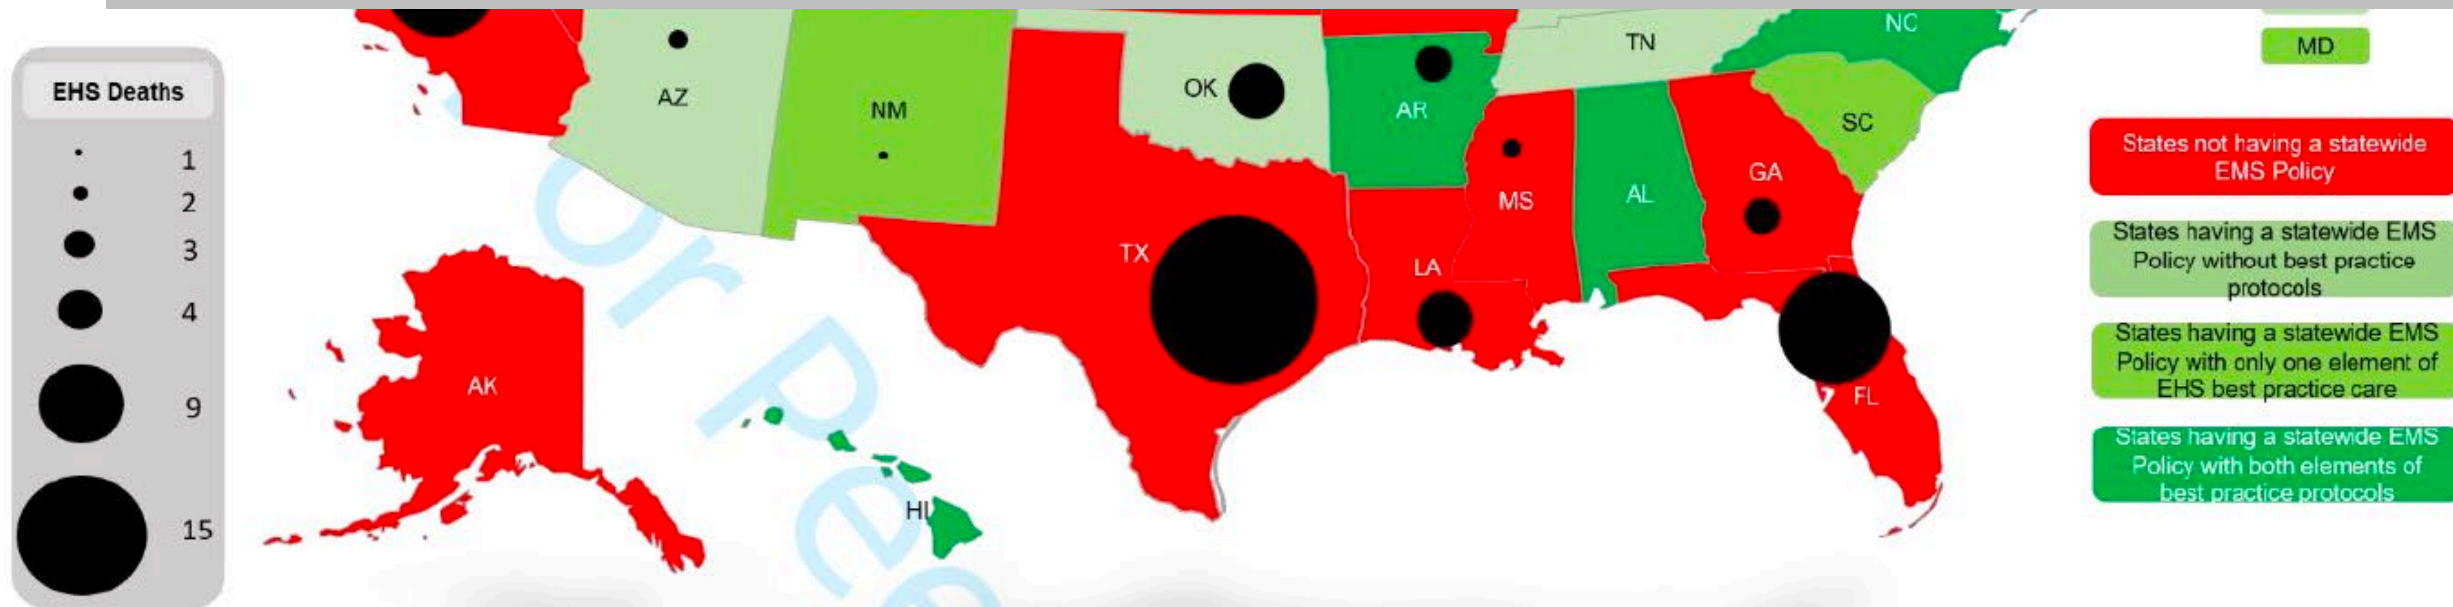 NC
TN
MD
EHS Deaths
OK
AZ
NM
AR
SC
1
2
3
4
9
15
States not having a statewide
EMS Policy
GA
MS
AL
TX
LA
States having a statewide EMS
Policy without best practice
protocols
States having a statewide EMS
Policy with only one element of
EHS best practice care
AK
FL
States having a statewide EMS
Policy with both elements of
best practice protocols
HI
or Pee